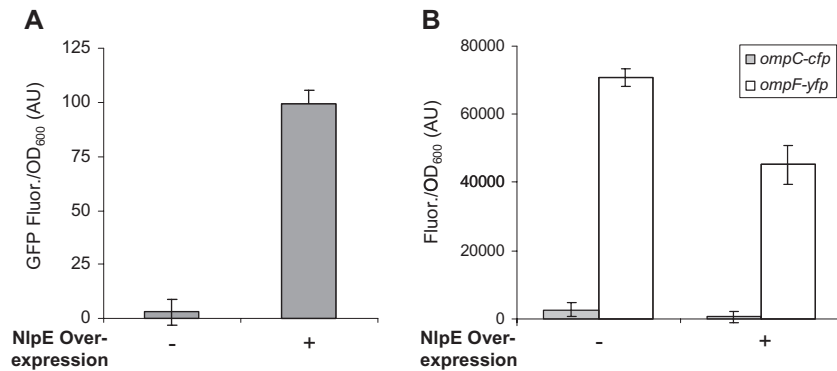 A
GFP Fluor./OD600 (AU)
125
100
75
50
25
0
NlpE Over-
expression
-
+
B
Fluor./OD600 (AU)
80000
60000
40000
20000
0
ompC-cfp
ompF-yfp
NlpE Over-
expression
-
+